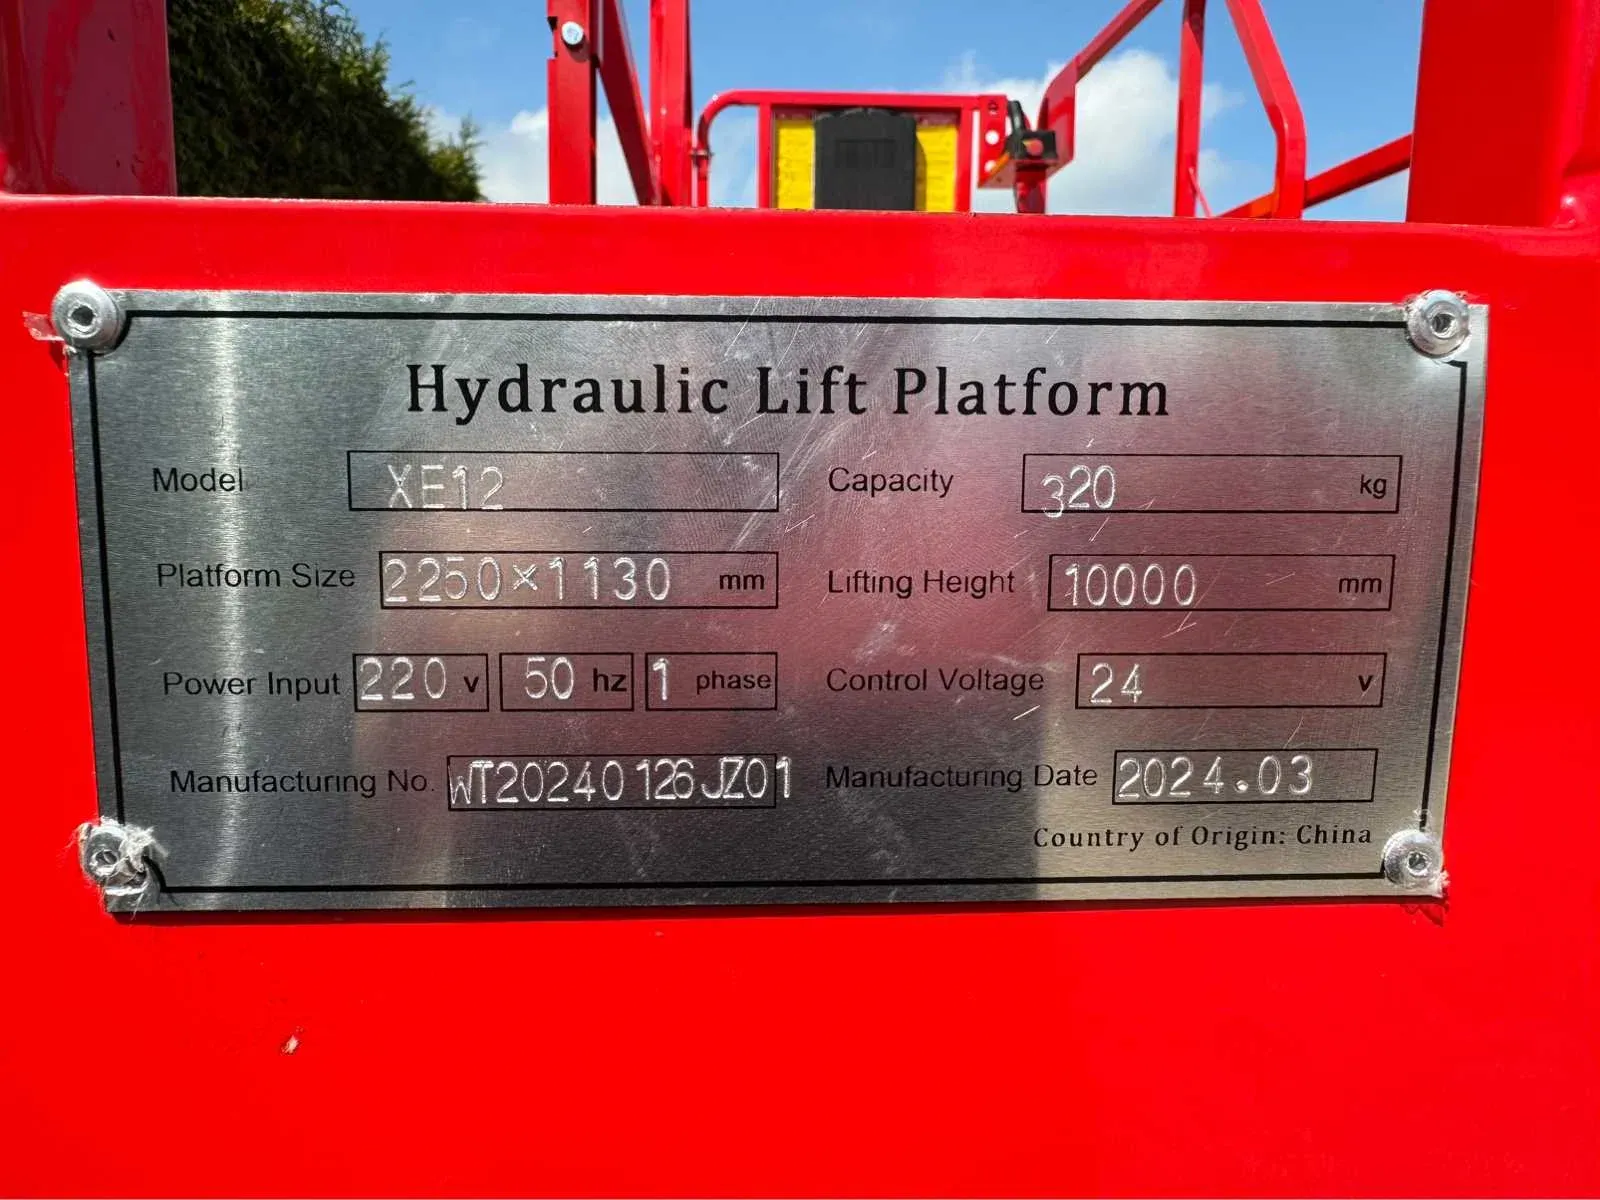 Hydraulic Lift Platform
Model XE12 Capacity 320 kg
Platform Size 2250×1130 mm Lifting Height 10000 mm
Power Input 220 v 50 hz 1 phase Control Voltage 24 v
Manufacturing No. WT20240126JZ01 Manufacturing Date 2024.03
Country of Origin: China